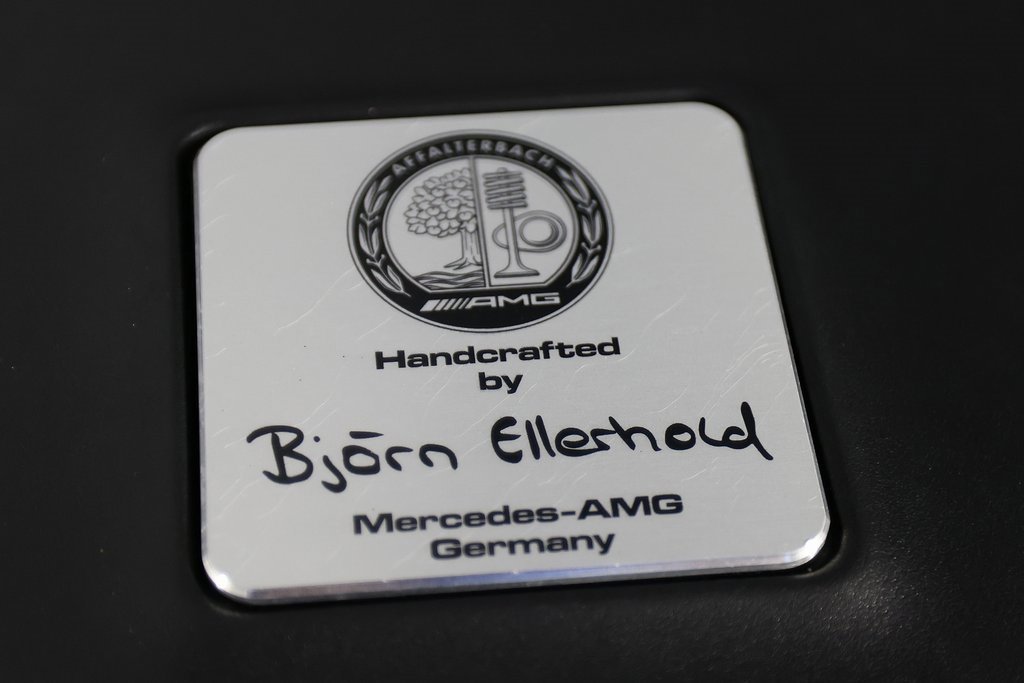 AFFALTERBACH
AMG
Handcrafted
by
Björn Ellerhold
Mercedes-AMG
Germany